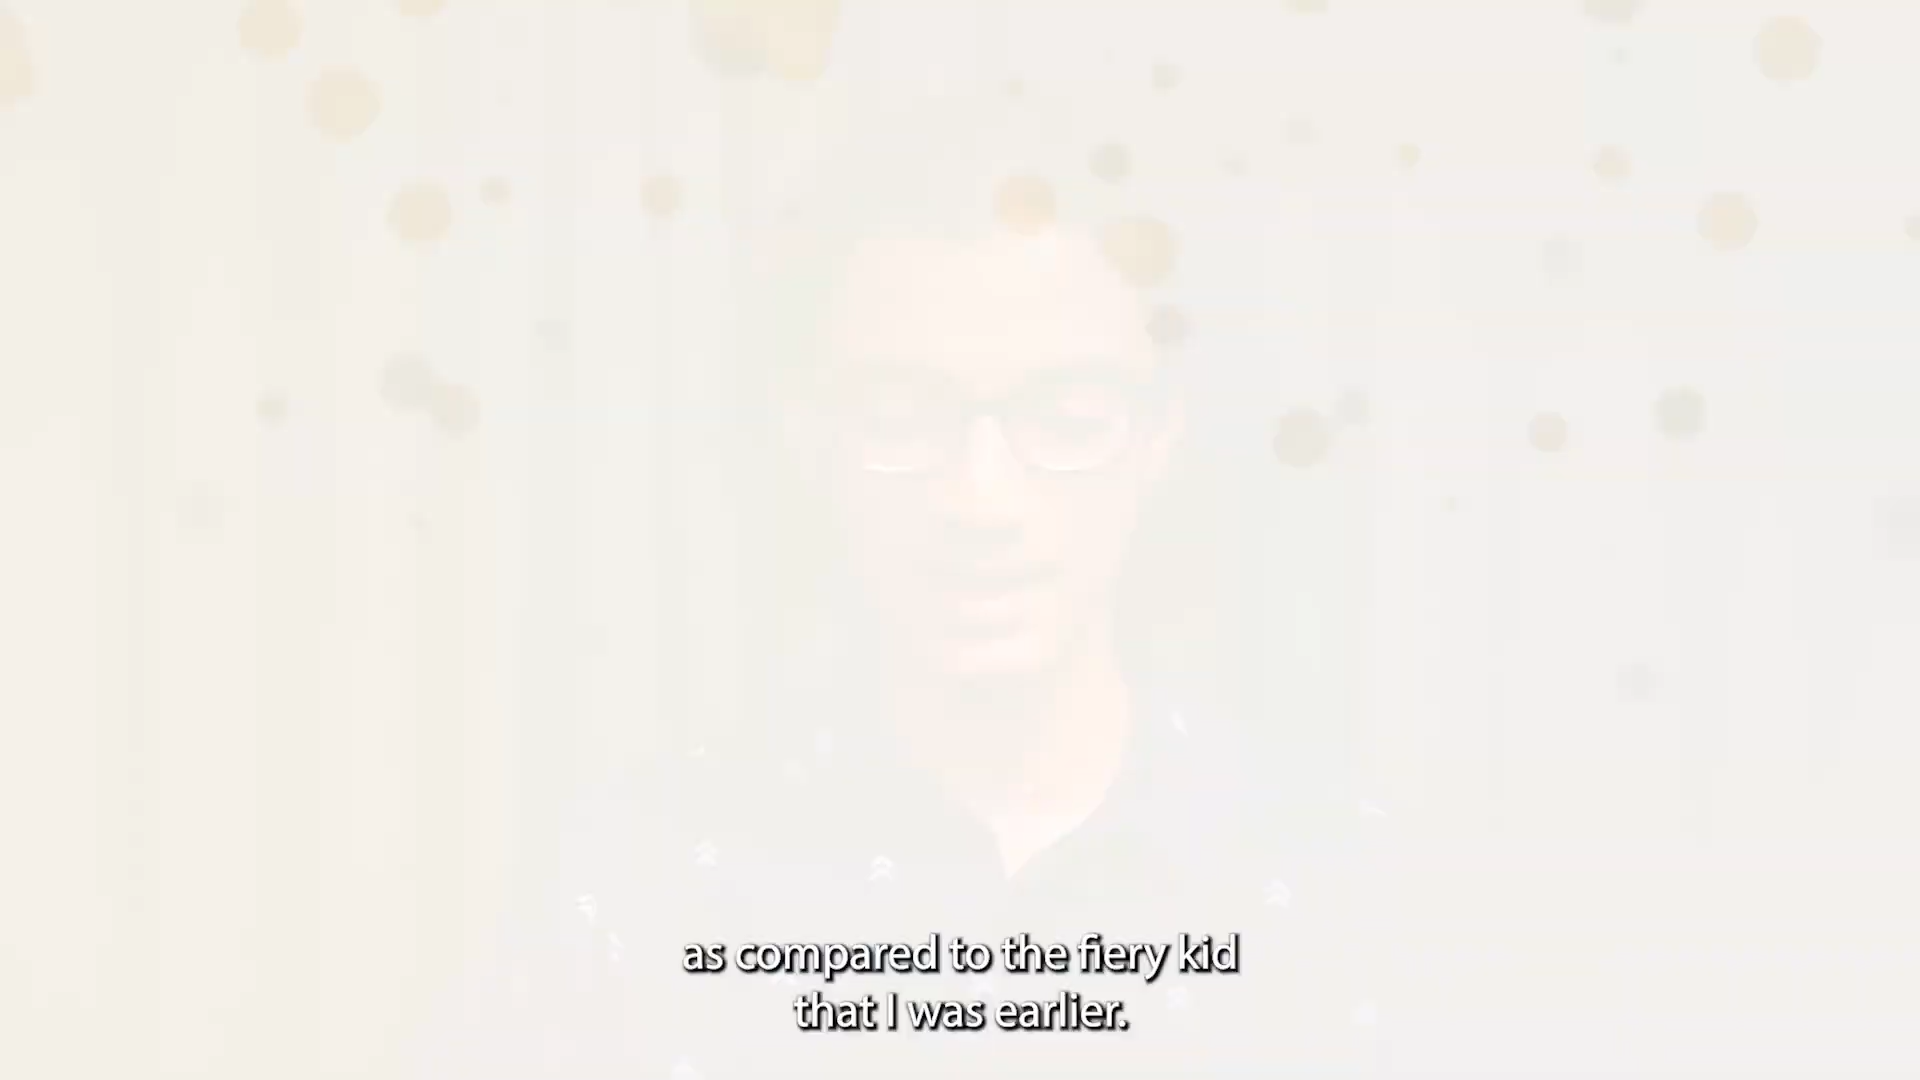 as compared to the fiery kid
that I was earlier.